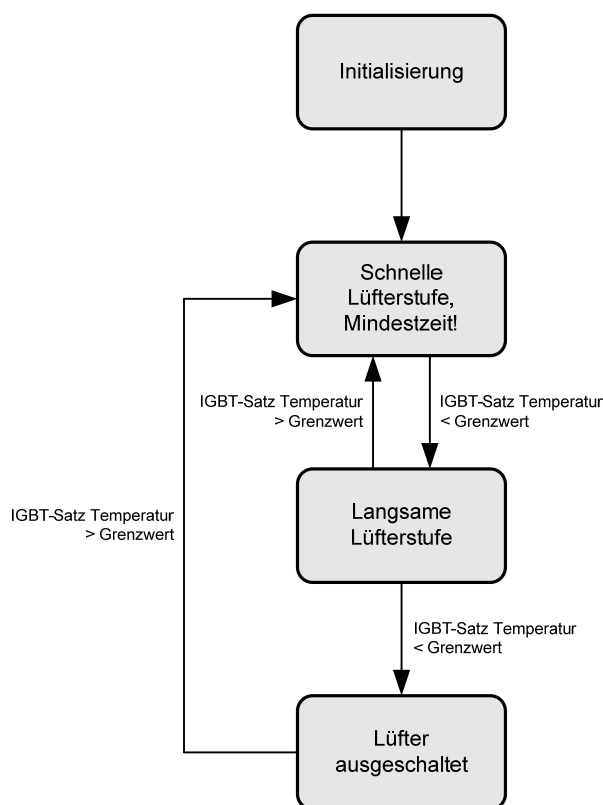 Initialisierung
Schnelle
Lüfterstufe,
Mindestzeit!
IGBT-Satz Temperatur
> Grenzwert
IGBT-Satz Temperatur
< Grenzwert
Langsame
Lüfterstufe
IGBT-Satz Temperatur
> Grenzwert
IGBT-Satz Temperatur
< Grenzwert
Lüfter
ausgeschaltet